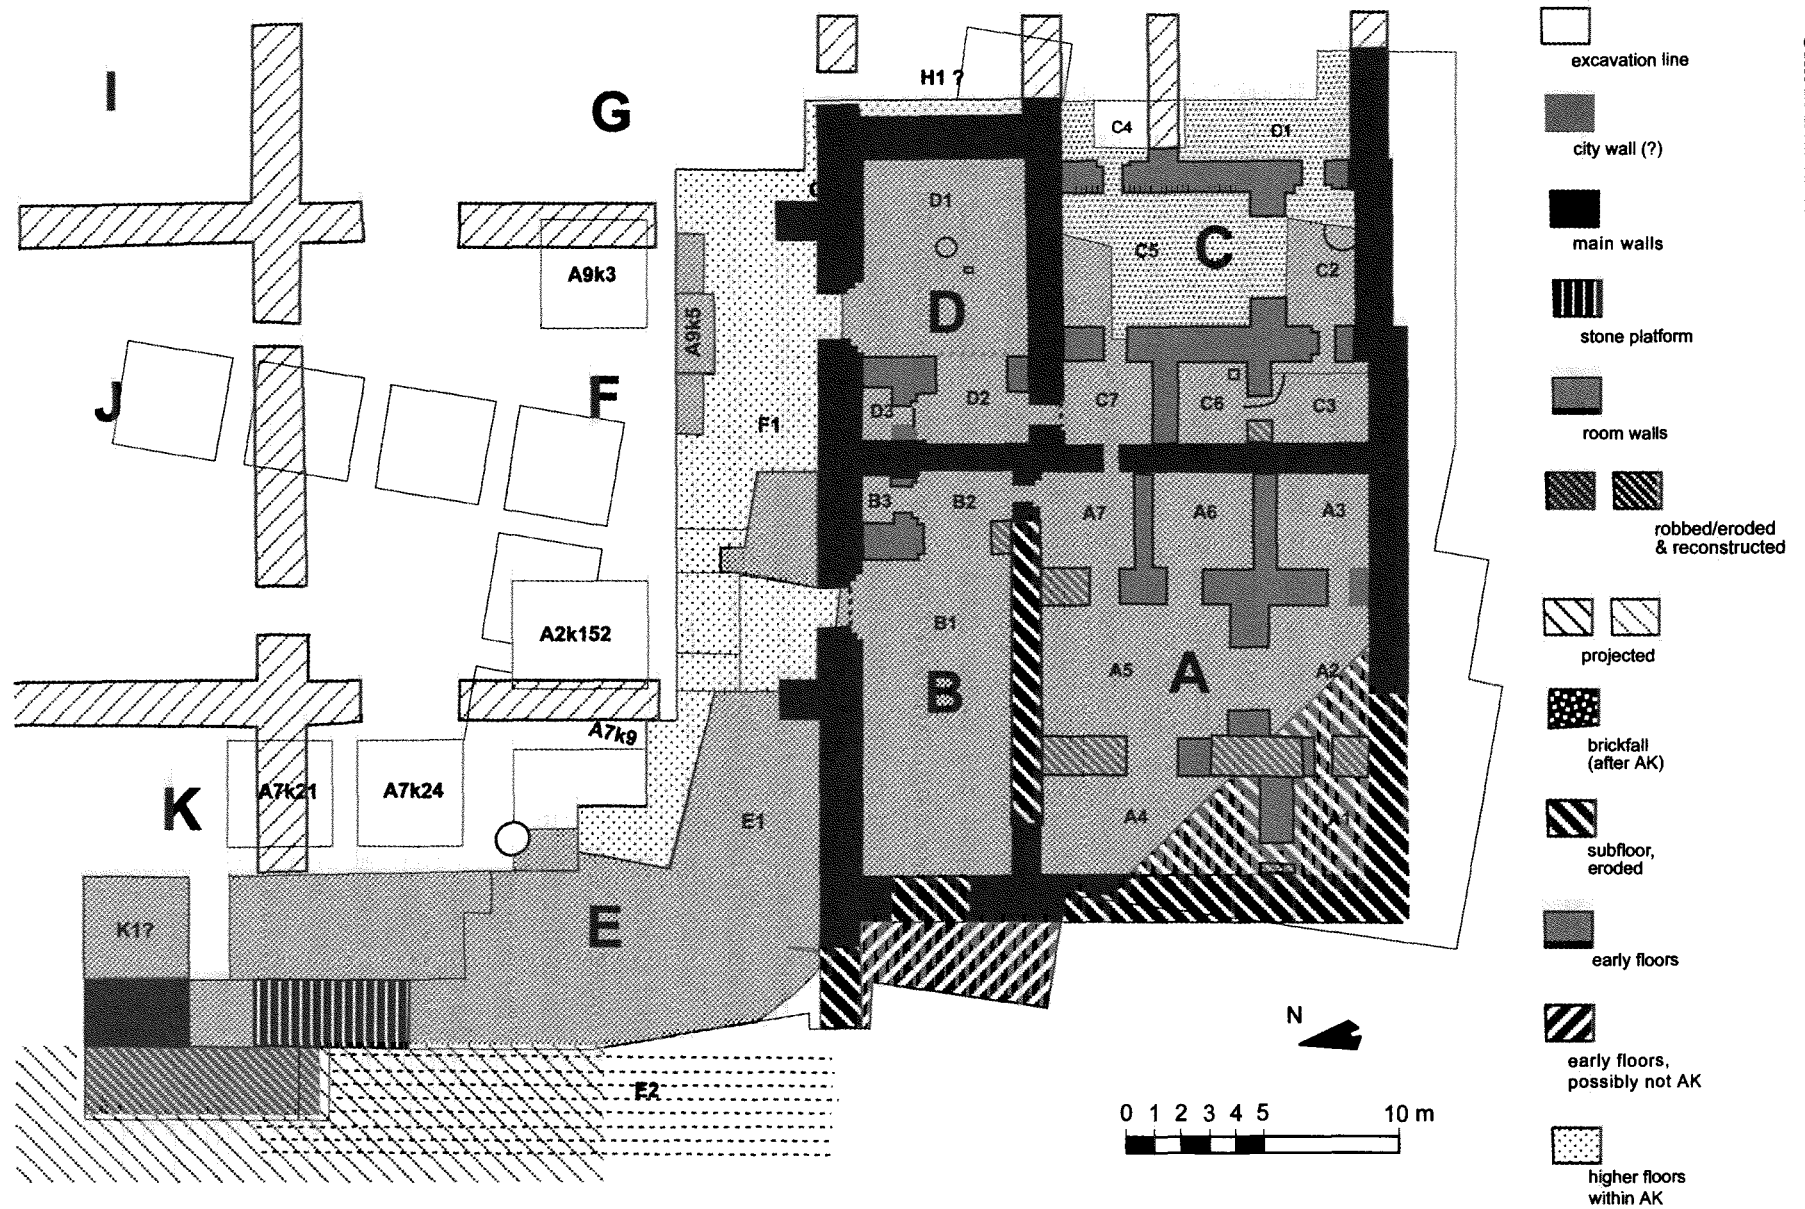 I
G
H1 ?
C4
D1
A9k3
A9k5
D1
C5
C
C2
D
J
F
F1
D3
D2
C7
C6
C3
B3
B2
A7
A6
A3
A2k152
B1
B
A5
A
A2
A7k9
K
A7k21
A7k24
E1
A4
A1
K1?
E
E2
N
0 1 2 3 4 5 10 m
excavation line
city wall (?)
main walls
stone platform
room walls
robbed/eroded
& reconstructed
projected
brickfall
(after AK)
subfloor,
eroded
early floors
early floors,
possibly not AK
higher floors
within AK